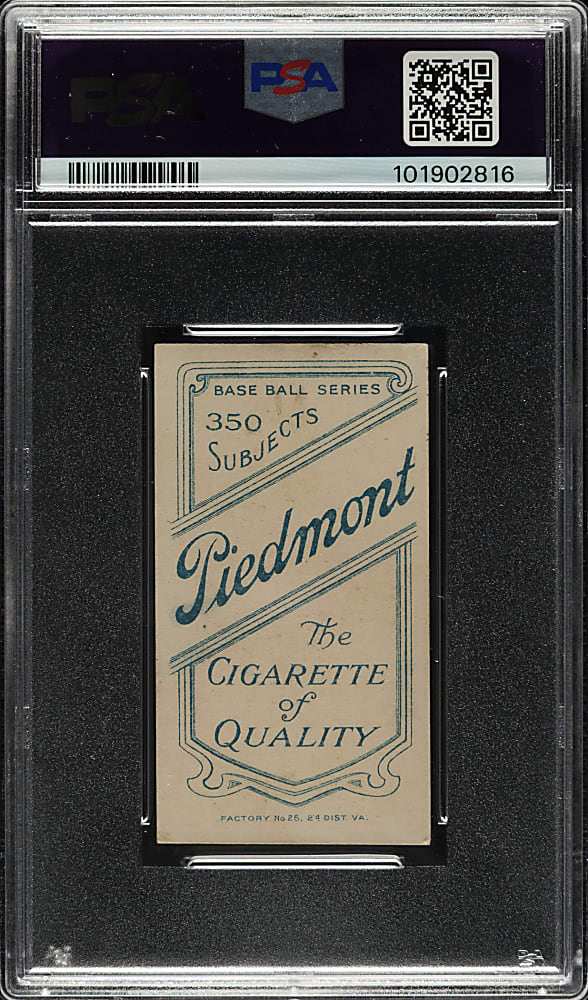 PSA
PSA
101902816
BASE BALL SERIES
350
SUBJECTS
Piedmont
The
CIGARETTE
of
QUALITY
FACTORY No. 25, 2d DIST. VA.